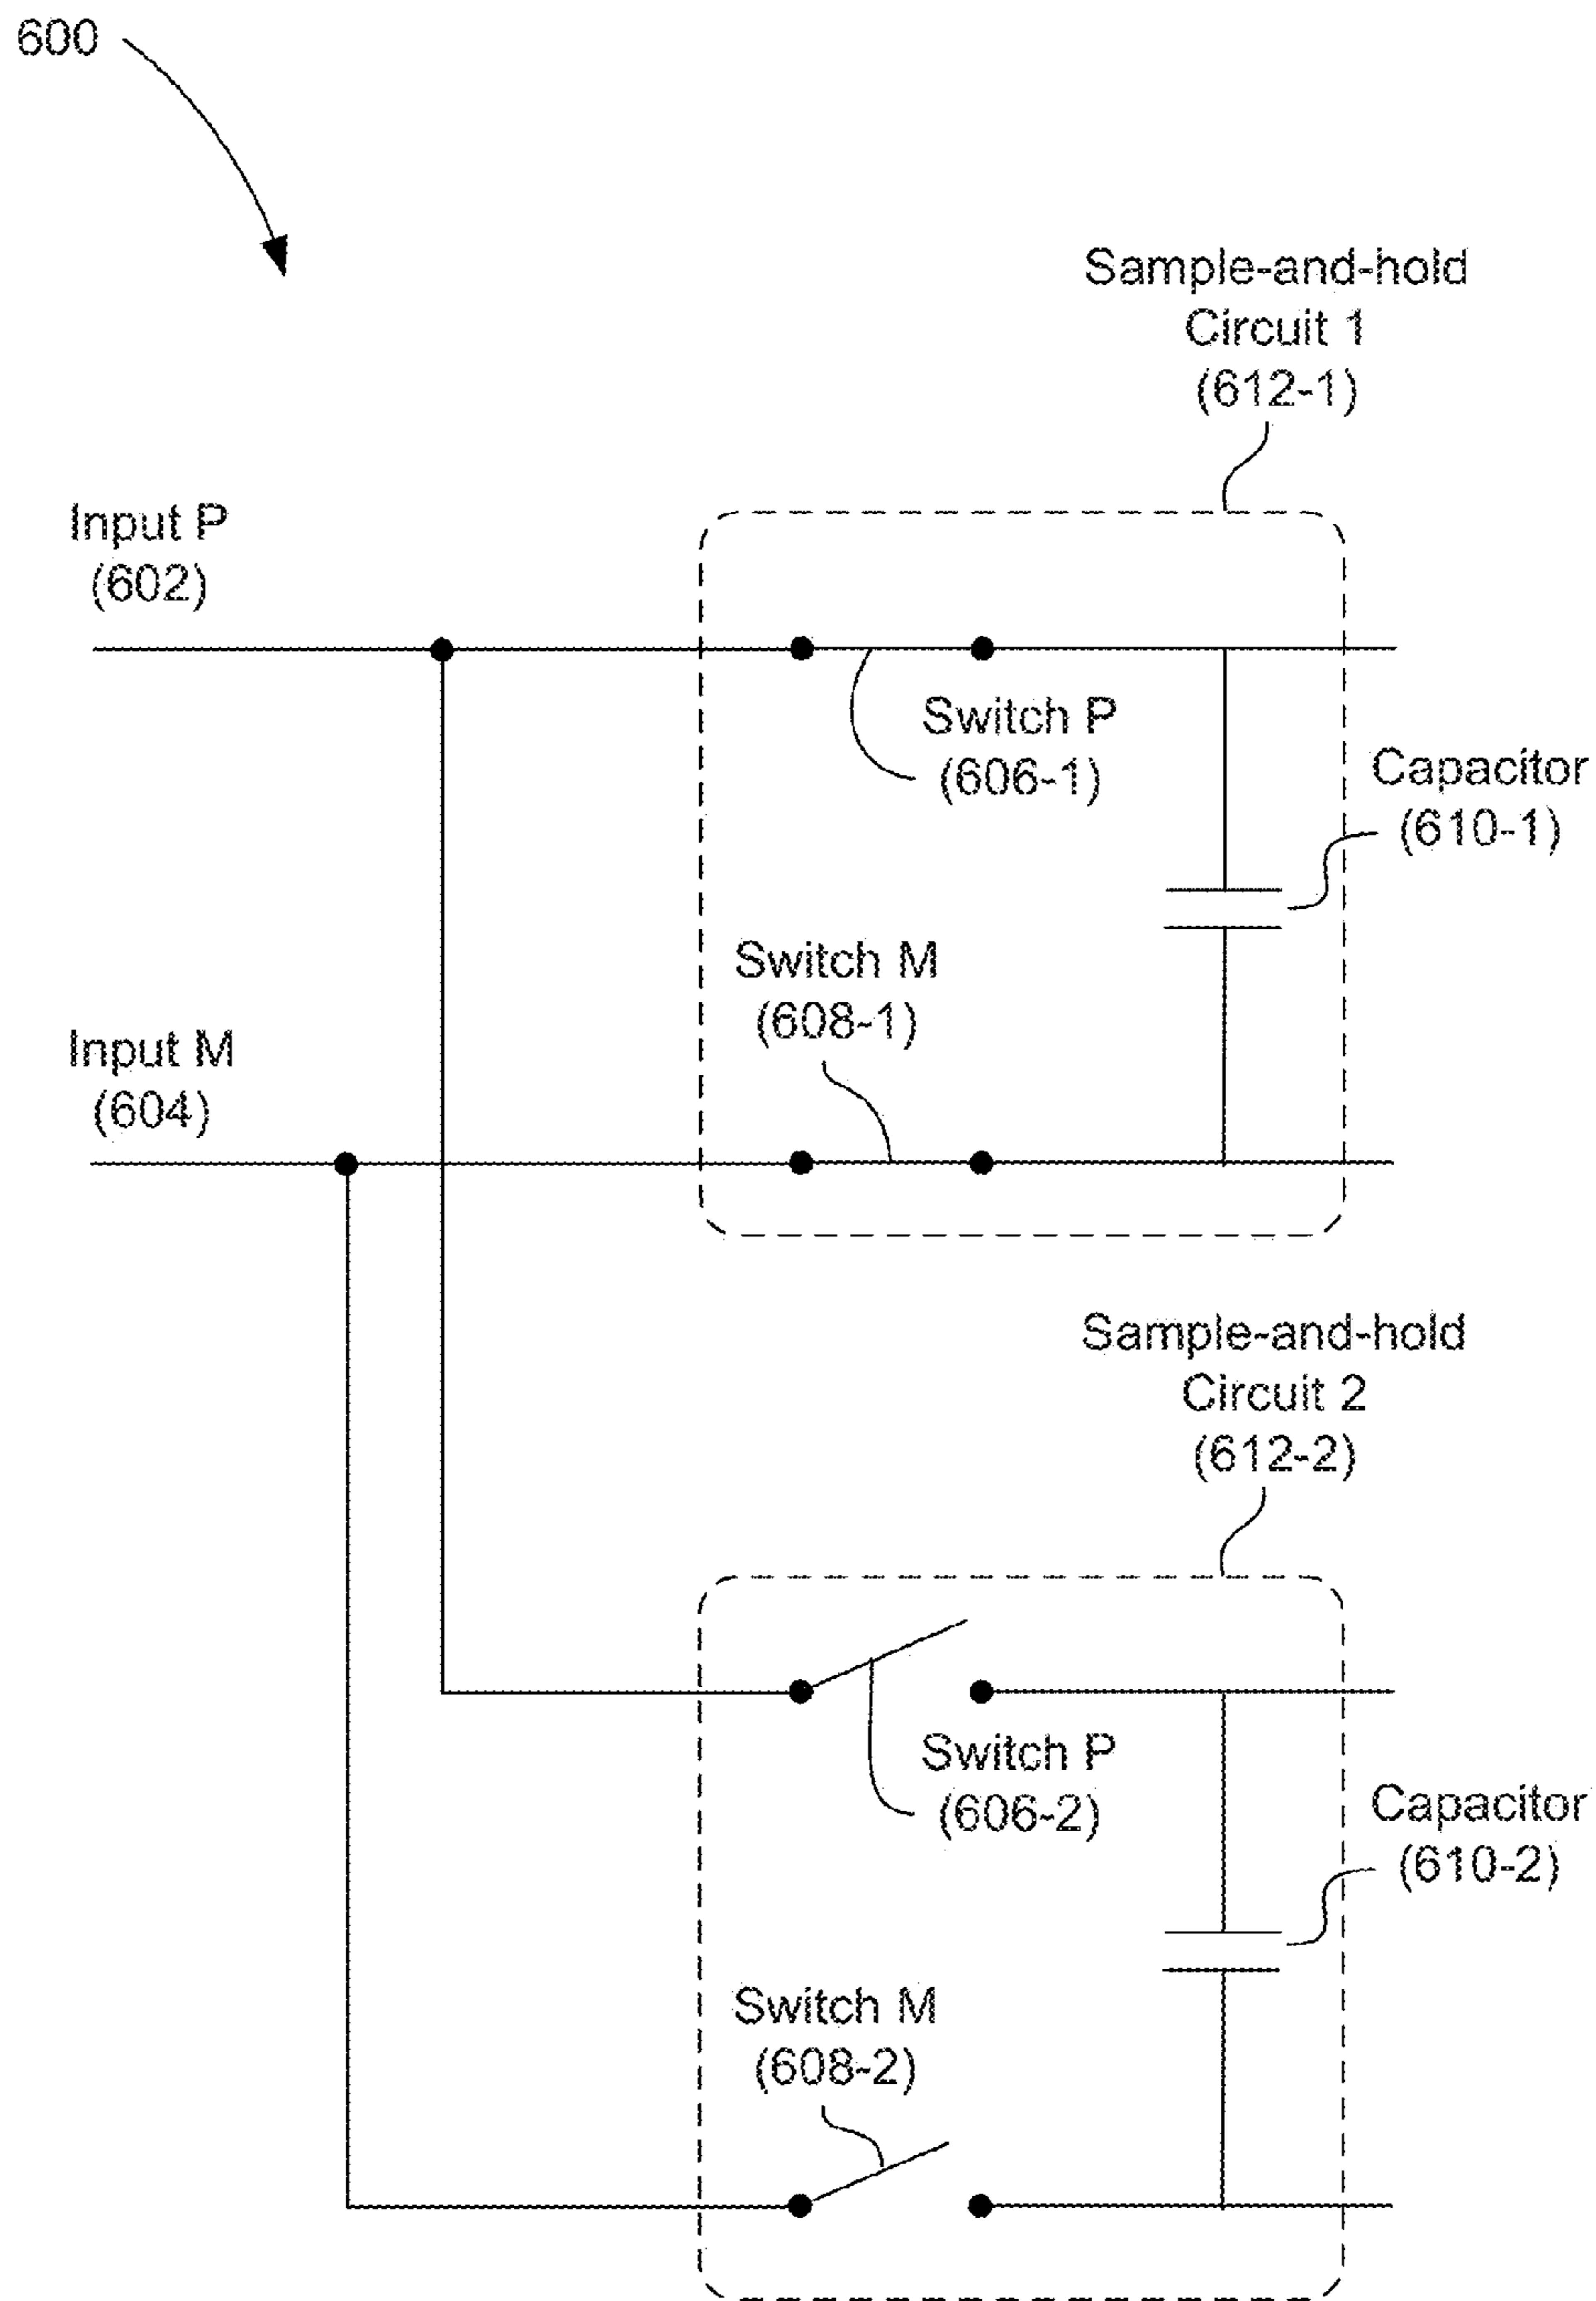 600
Sample-and-hold
Circuit 1
(612-1)
Input P
(602)
Switch P
(606-1)
Capacitor
(610-1)
Switch M
(608-1)
Input M
(604)
Sample-and-hold
Circuit 2
(612-2)
Switch P
(606-2)
Capacitor
(610-2)
Switch M
(608-2)